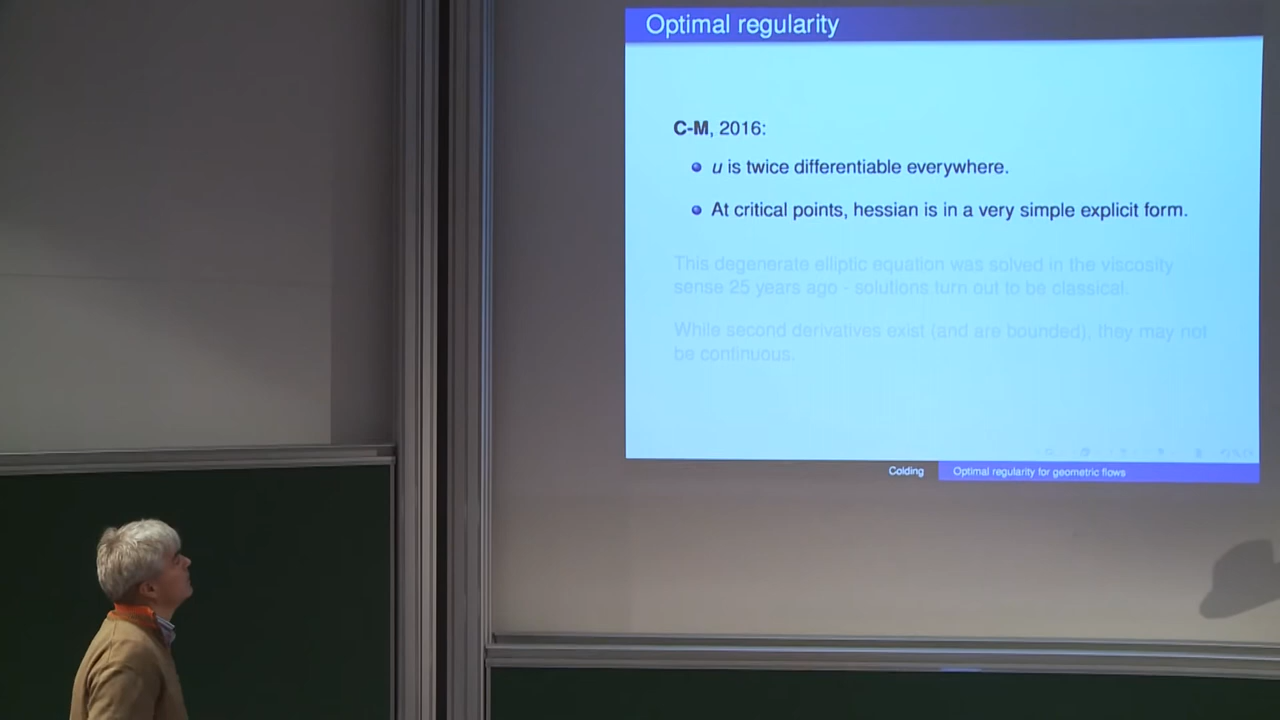 Optimal regularity
C-M, 2016:
u is twice differentiable everywhere.
At critical points, hessian is in a very simple explicit form.
This degenerate elliptic equation was solved in the viscosity
sense 25 years ago - solutions turn out to be classical.
While second derivatives exist (and are bounded), they may not
be continuous.
Colding
Optimal regularity for geometric flows